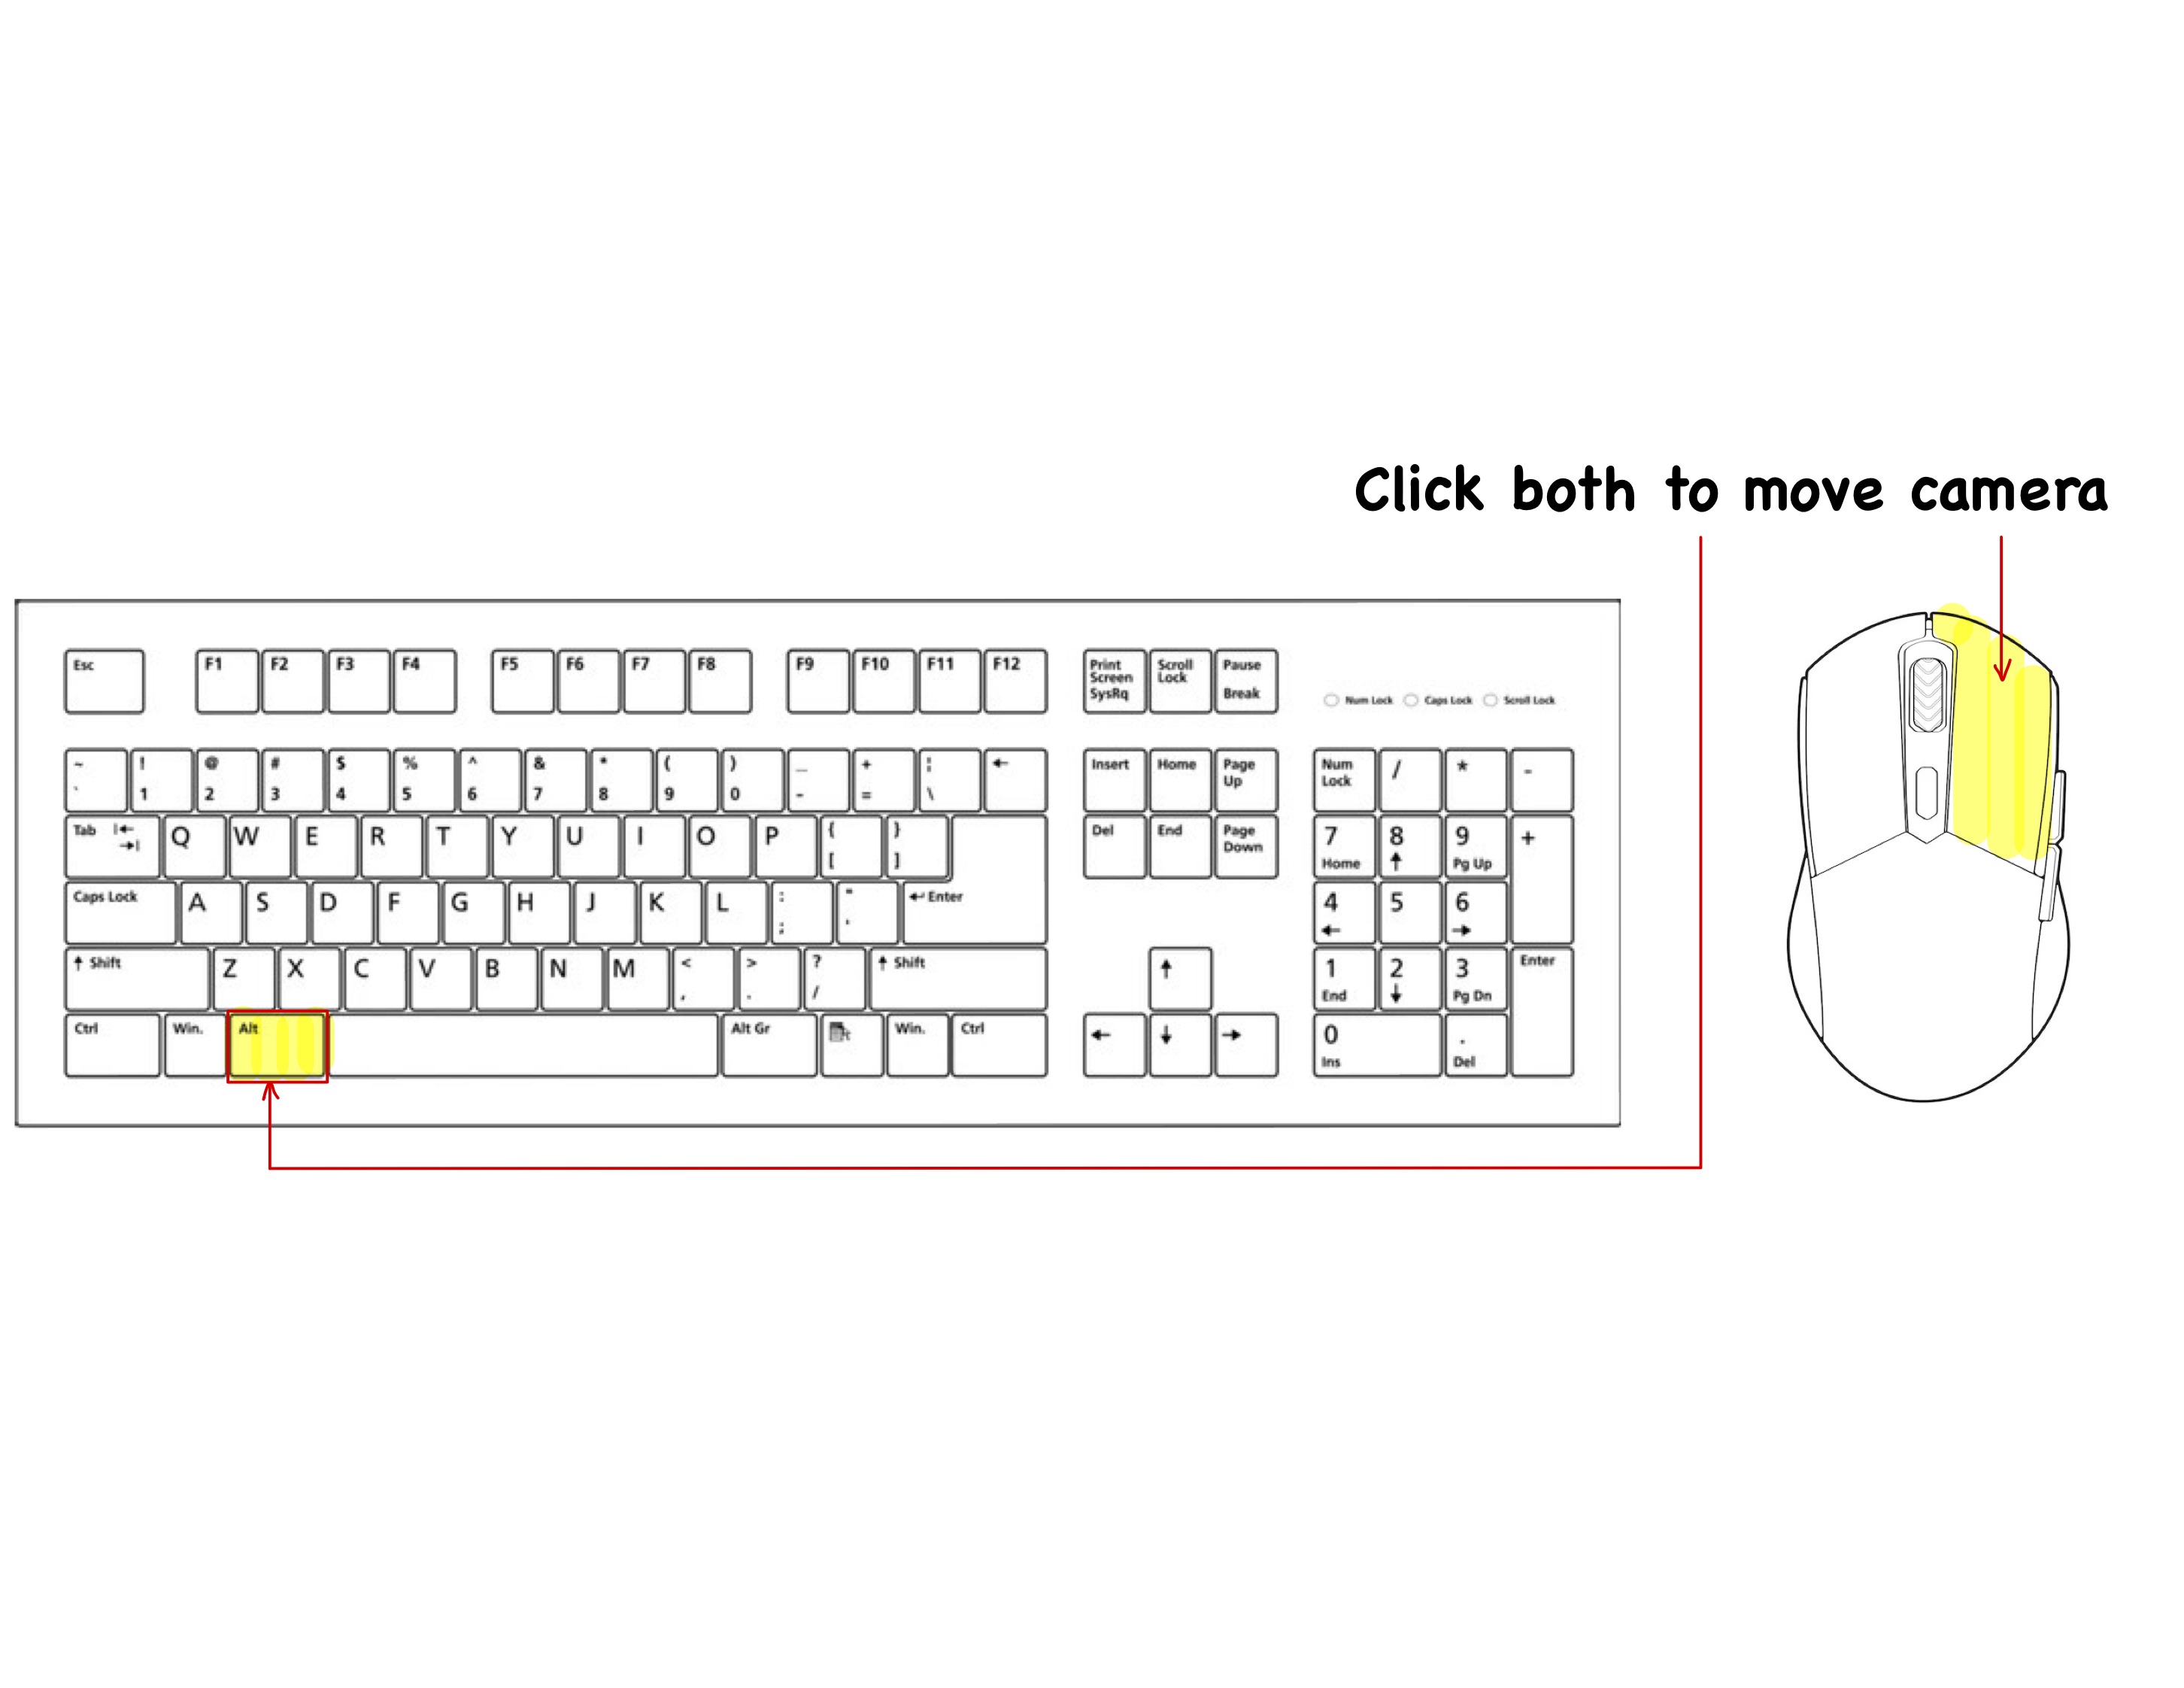 Click both to move camera
Esc F1 F2 F3 F4 F5 F6 F7 F8 F9 F10 F11 F12 Print Screen SysRq Scroll Lock Pause Break
Num Lock Caps Lock Scroll Lock
~ ` ! 1 @ 2 # 3 $ 4 % 5 ^ 6 & 7 * 8 ( 9 ) 0 _ - + = ¦ \ ← Insert Home Page Up Num Lock / * -
Tab Q W E R T Y U I O P { [ } ] Del End Page Down 7 Home 8 ↑ 9 Pg Up +
Caps Lock A S D F G H J K L : ; " ' ↵ Enter 4 ← 5 6 →
↑ Shift Z X C V B N M < , > . ? / ↑ Shift ↑ 1 End 2 ↓ 3 Pg Dn Enter
Ctrl Win. Alt Alt Gr Win. Ctrl ← ↓ → 0 Ins . Del